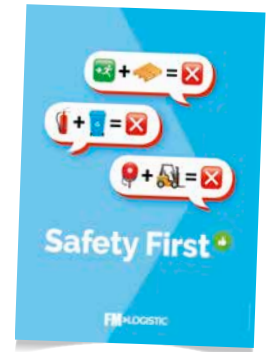 + =
+ =
+ =
Safety First
FM>LOGISTIC